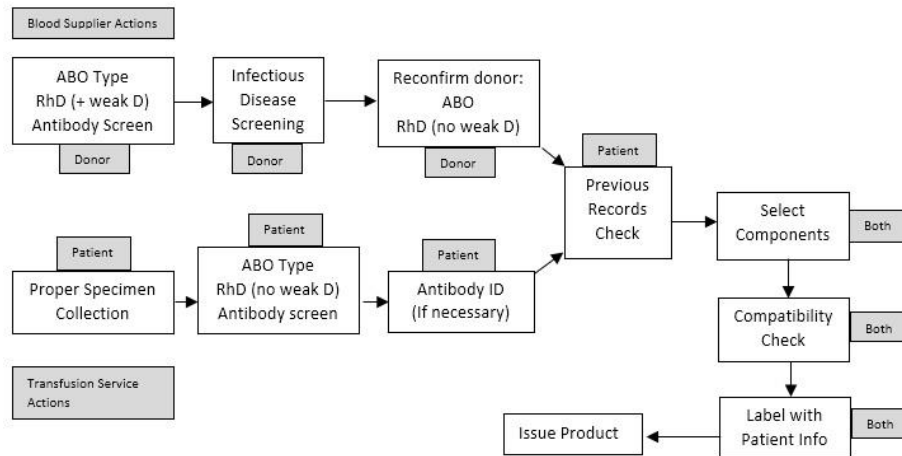 Blood Supplier Actions
ABO Type
RhD (+ weak D)
Antibody Screen
Donor
Infectious
Disease
Screening
Donor
Reconfirm donor:
ABO
RhD (no weak D)
Donor
Patient
Previous
Records
Check
Select
Components
Both
Patient
Proper Specimen
Collection
Patient
ABO Type
RhD (no weak D)
Antibody screen
Patient
Antibody ID
(If necessary)
Compatibility
Check
Both
Transfusion Service
Actions
Label with
Patient Info
Both
Issue Product